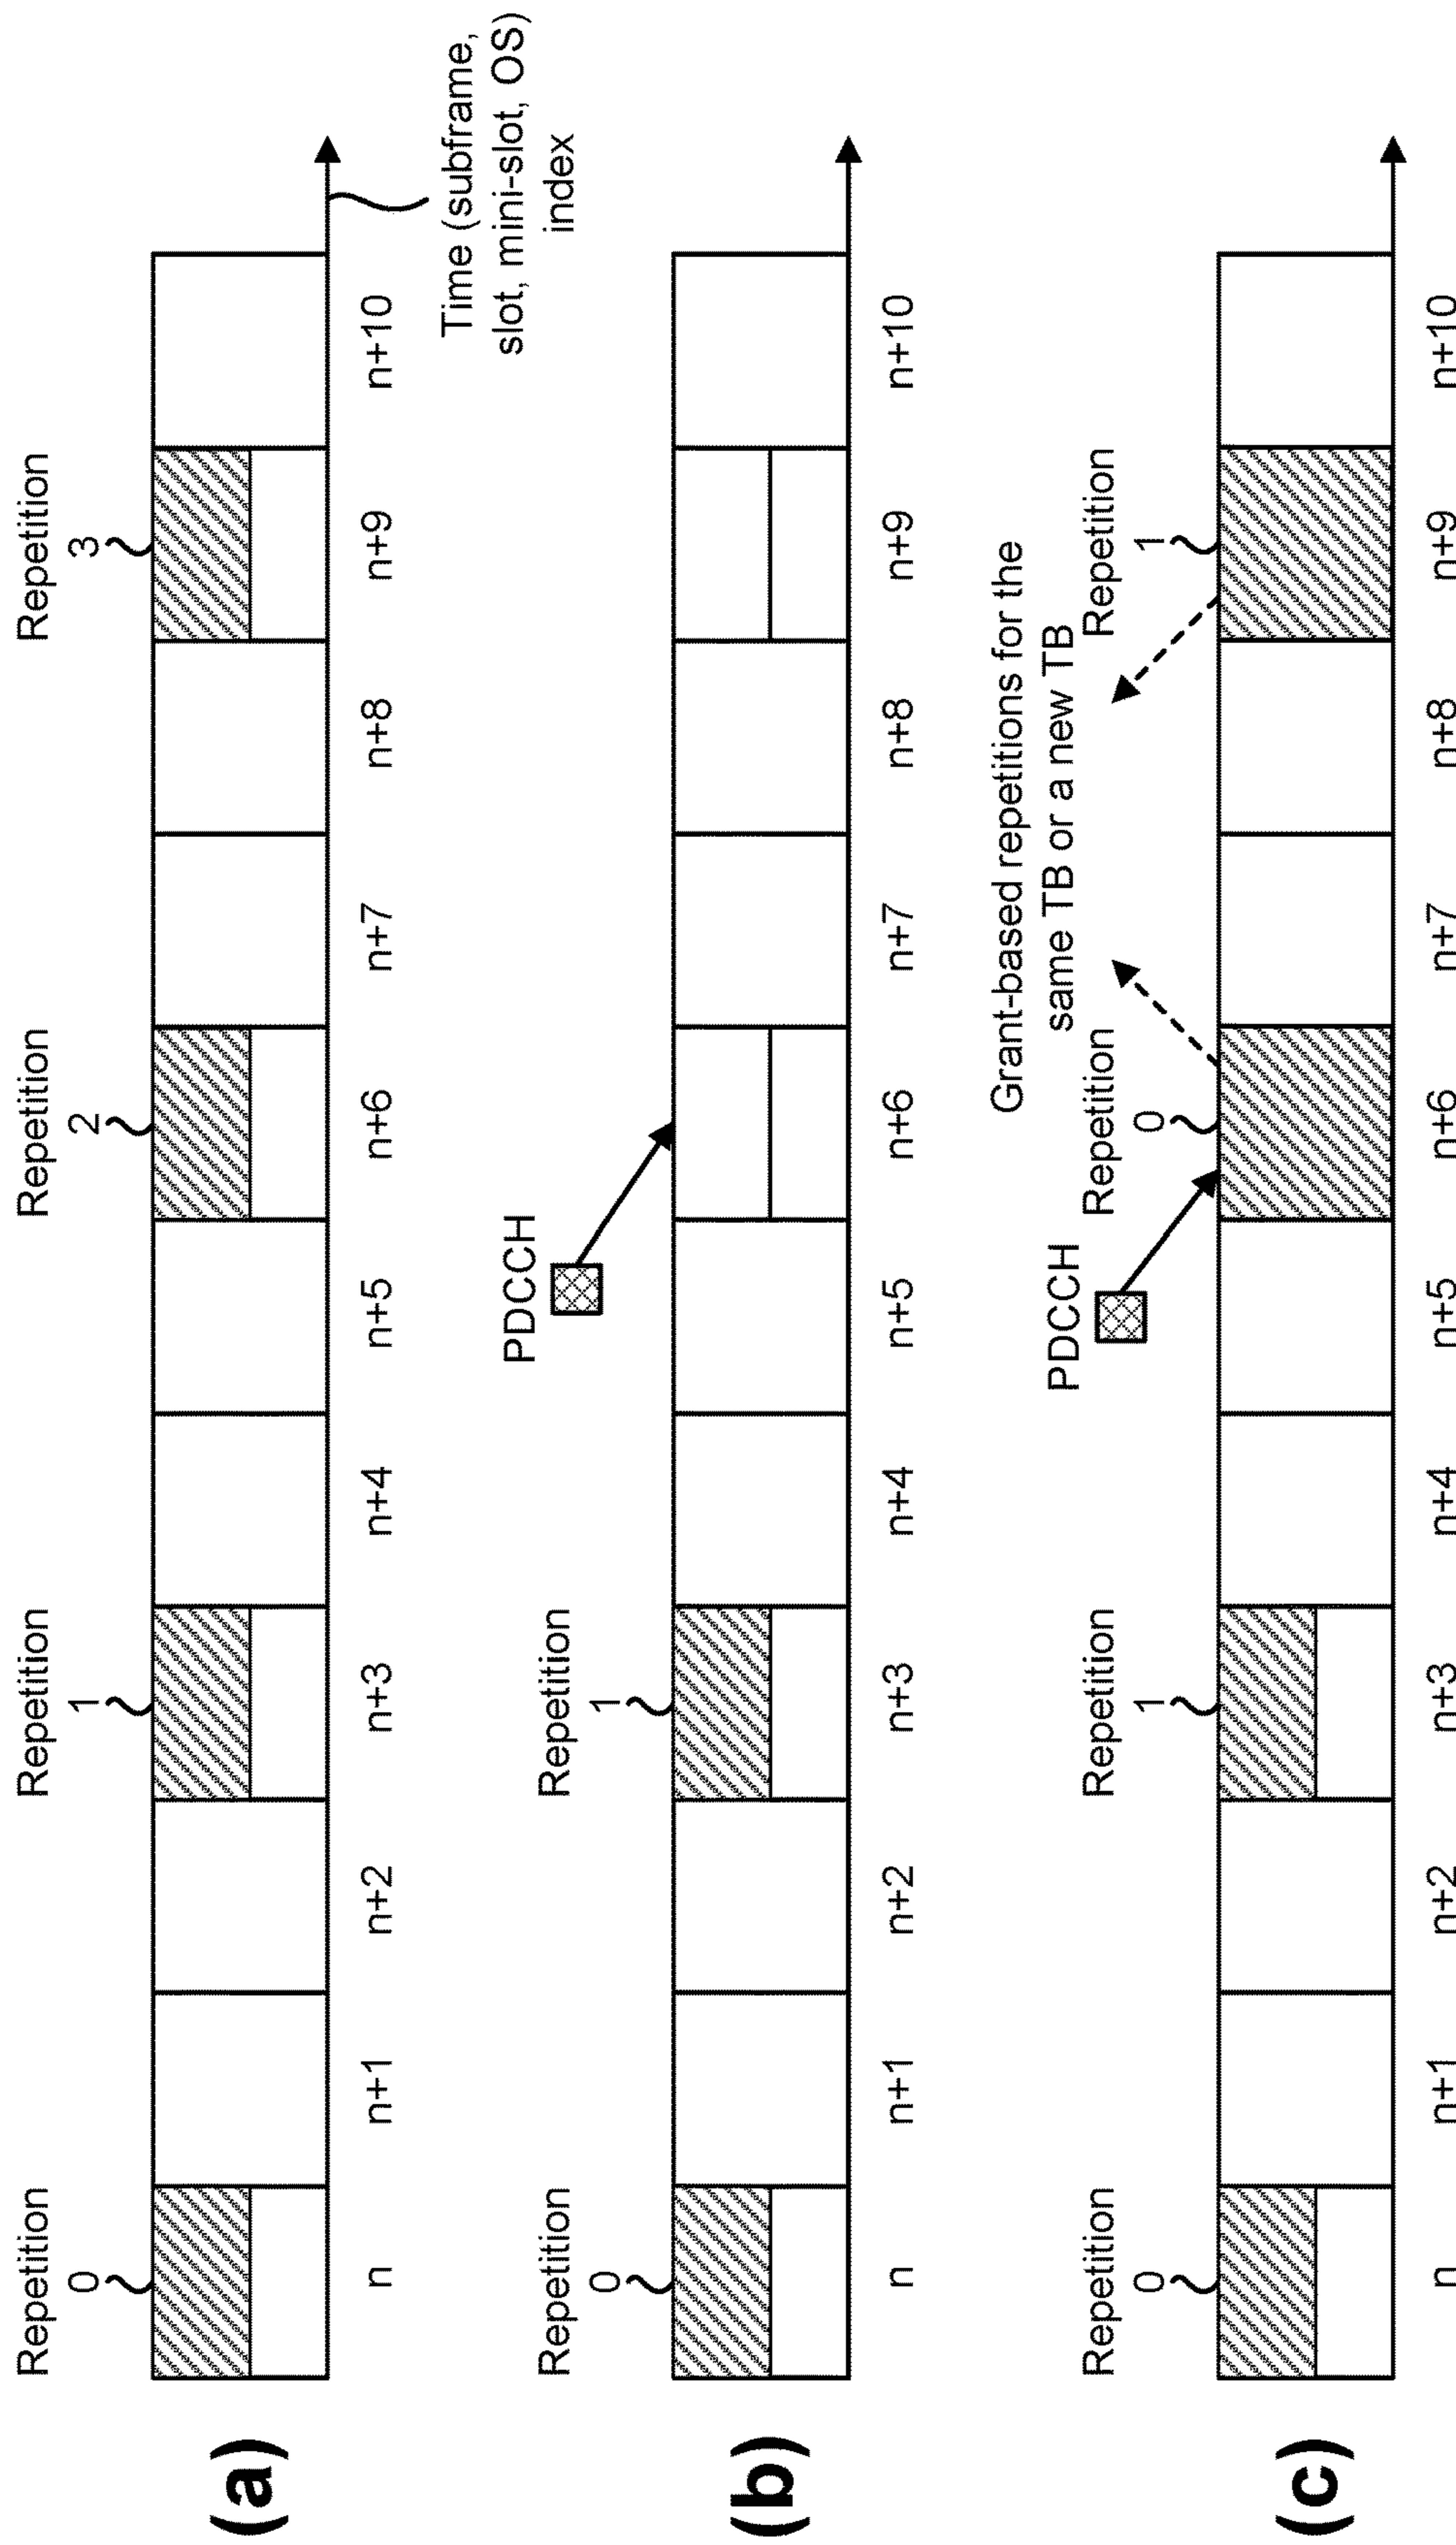 (a)
Repetition
0
Repetition
1
Repetition
2
Repetition
3
n
n+1
n+2
n+3
n+4
n+5
n+6
n+7
n+8
n+9
n+10
Time (subframe,
slot, mini-slot, OS)
index
(b)
Repetition
0
Repetition
1
PDCCH
n
n+1
n+2
n+3
n+4
n+5
n+6
n+7
n+8
n+9
n+10
(c)
Grant-based repetitions for the
same TB or a new TB
Repetition
0
Repetition
1
PDCCH
Repetition
0
Repetition
1
n
n+1
n+2
n+3
n+4
n+5
n+6
n+7
n+8
n+9
n+10